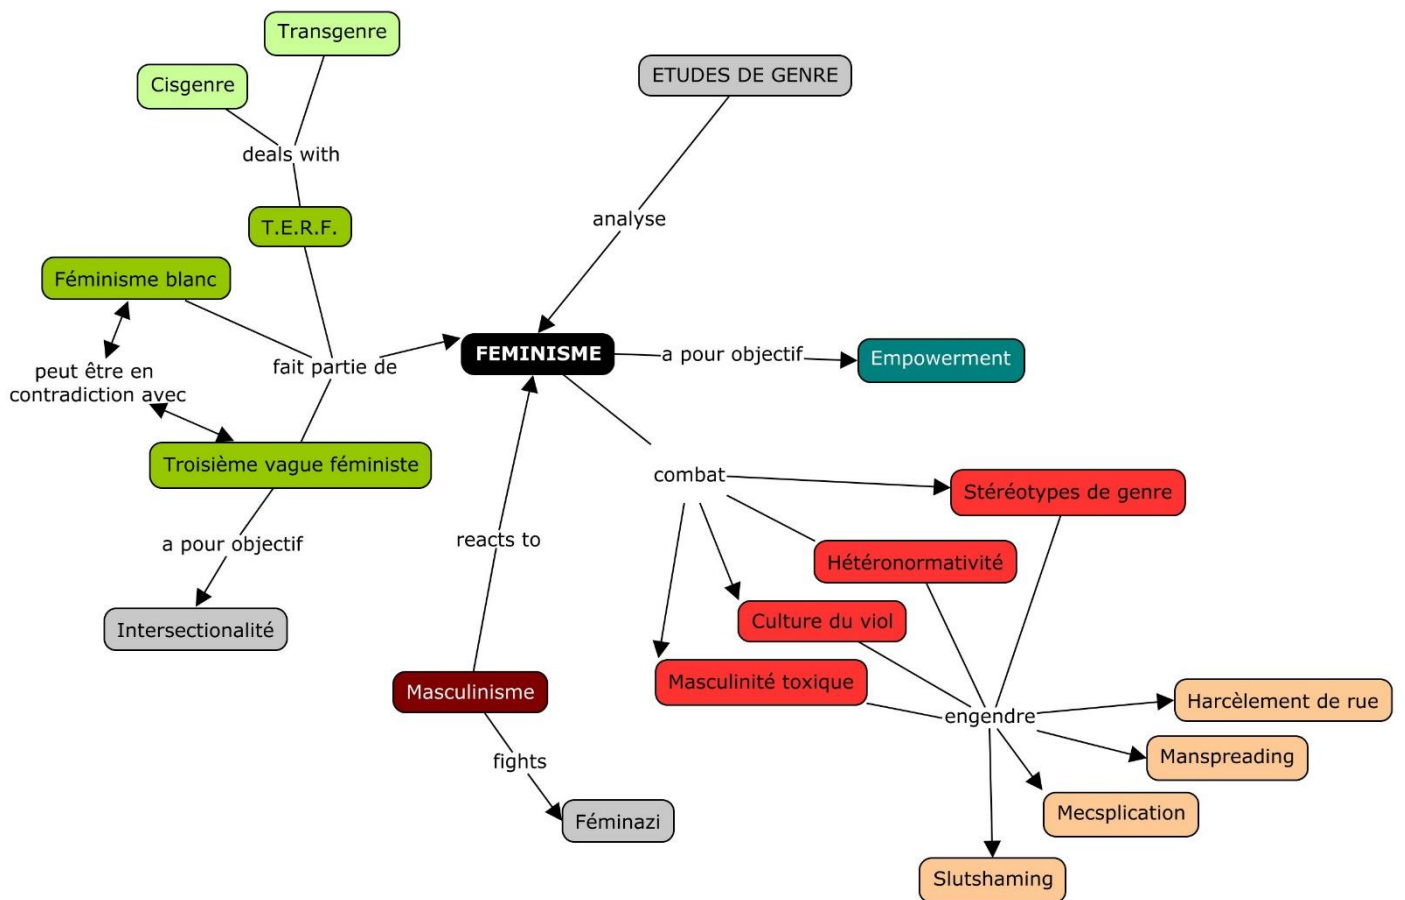 Transgenre
ETUDES DE GENRE
Cisgenre
deals with
analyse
T.E.R.F.
Féminisme blanc
FEMINISME
a pour objectif
Empowerment
fait partie de
peut être en
contradiction avec
Troisième vague féministe
combat
Stéréotypes de genre
a pour objectif
reacts to
Hétéronormativité
Culture du viol
Intersectionalité
Masculinité toxique
Masculinisme
Harcèlement de rue
engendre
fights
Manspreading
Mecsplication
Féminazi
Slutshaming